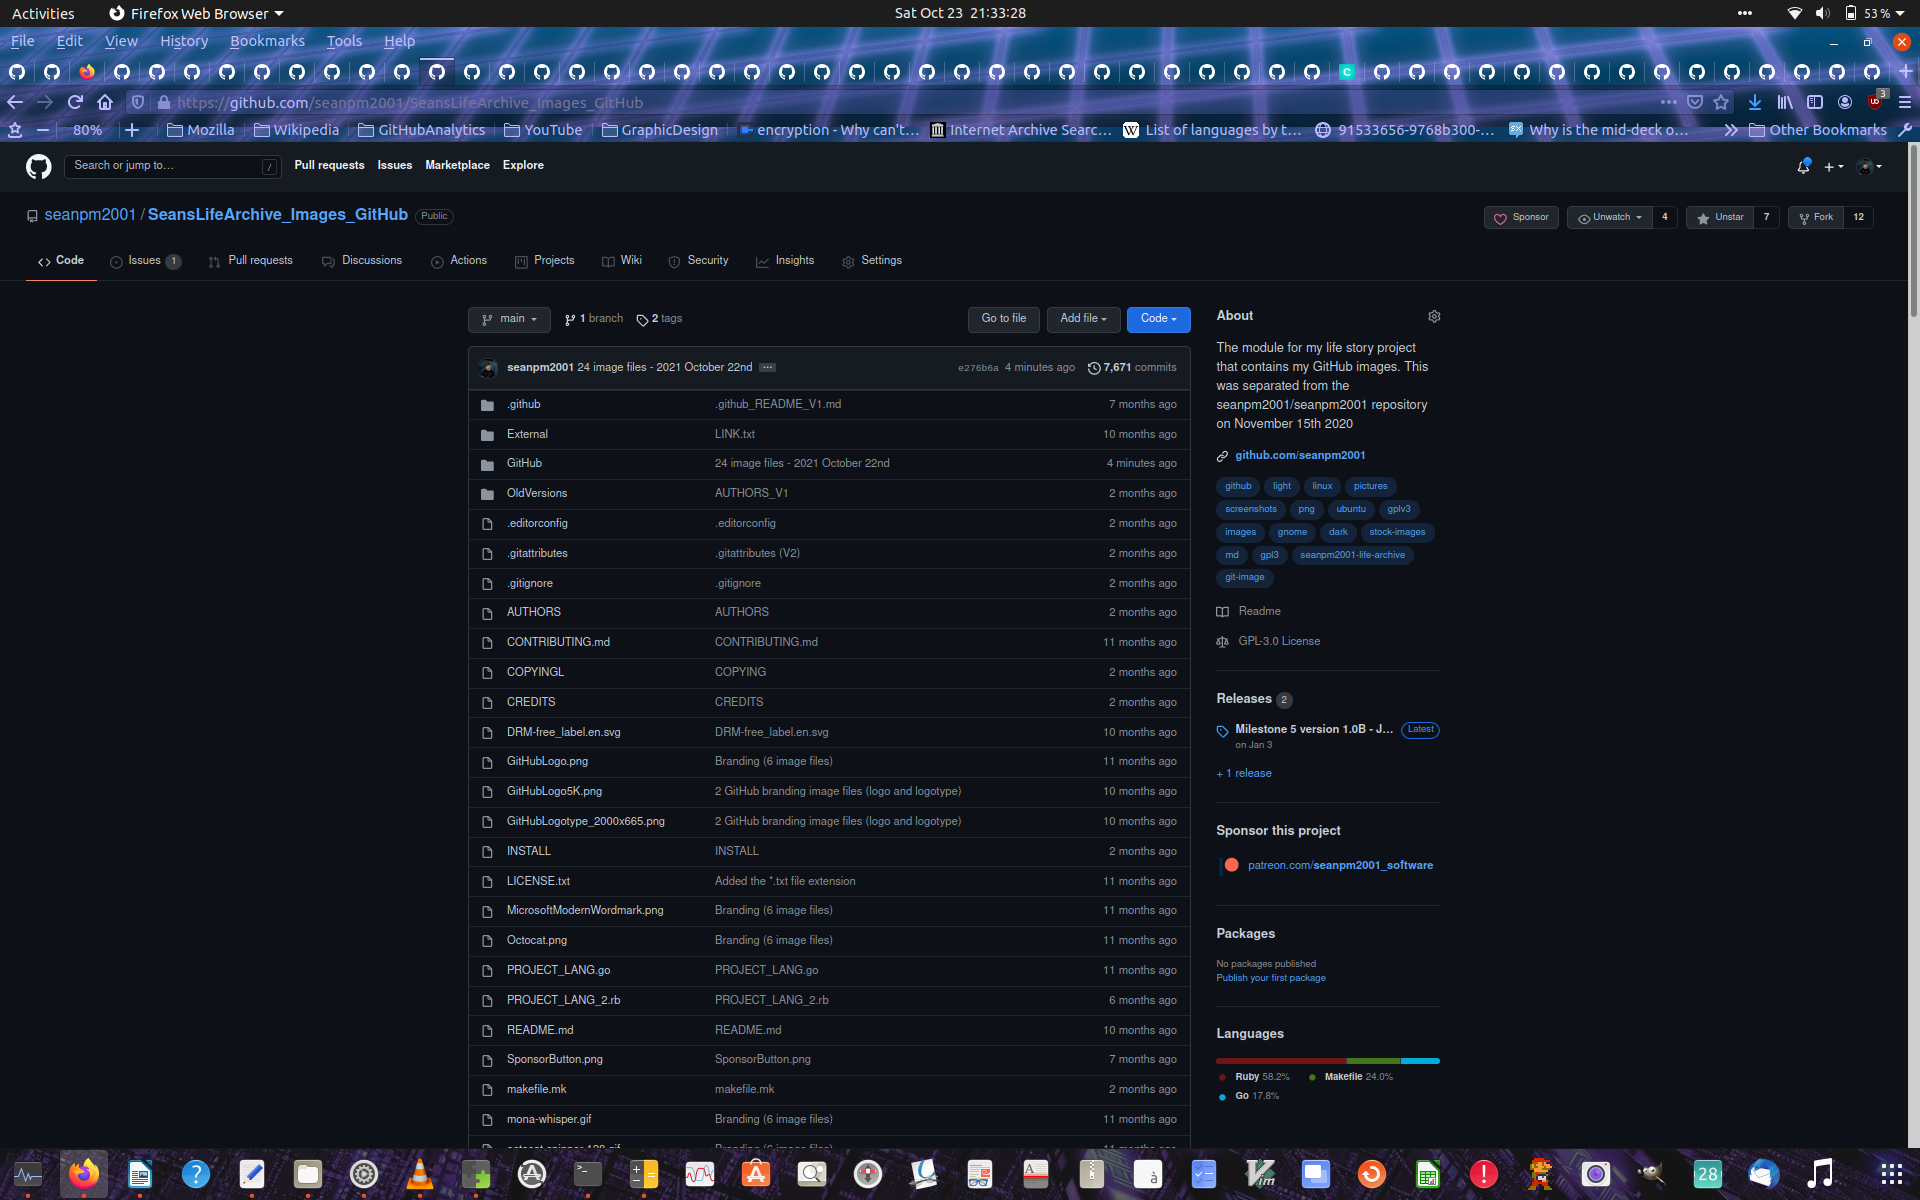 Activities Firefox Web Browser Sat Oct 23 21:33:28 53 %
File Edit View History Bookmarks Tools Help
https://github.com/seanpm2001/SeansLifeArchive_Images_GitHub 3
80% Mozilla Wikipedia GitHubAnalytics YouTube GraphicDesign encryption - Why can't… Internet Archive Searc… List of languages by t… 91533656-9768b300-… Why is the mid-deck o… Other Bookmarks
Search or jump to… / Pull requests Issues Marketplace Explore
seanpm2001 / SeansLifeArchive_Images_GitHub Public Sponsor Unwatch 4 Unstar 7 Fork 12
Code Issues 1 Pull requests Discussions Actions Projects Wiki Security Insights Settings
main 1 branch 2 tags Go to file Add file Code
seanpm2001 24 image files - 2021 October 22nd … e276b6a 4 minutes ago 7,671 commits
.github .github_README_V1.md 7 months ago
External LINK.txt 10 months ago
GitHub 24 image files - 2021 October 22nd 4 minutes ago
OldVersions AUTHORS_V1 2 months ago
.editorconfig .editorconfig 2 months ago
.gitattributes .gitattributes (V2) 2 months ago
.gitignore .gitignore 2 months ago
AUTHORS AUTHORS 2 months ago
CONTRIBUTING.md CONTRIBUTING.md 11 months ago
COPYINGL COPYING 2 months ago
CREDITS CREDITS 2 months ago
DRM-free_label.en.svg DRM-free_label.en.svg 10 months ago
GitHubLogo.png Branding (6 image files) 11 months ago
GitHubLogo5K.png 2 GitHub branding image files (logo and logotype) 10 months ago
GitHubLogotype_2000x665.png 2 GitHub branding image files (logo and logotype) 10 months ago
INSTALL INSTALL 2 months ago
LICENSE.txt Added the *.txt file extension 11 months ago
MicrosoftModernWordmark.png Branding (6 image files) 11 months ago
Octocat.png Branding (6 image files) 11 months ago
PROJECT_LANG.go PROJECT_LANG.go 11 months ago
PROJECT_LANG_2.rb PROJECT_LANG_2.rb 6 months ago
README.md README.md 10 months ago
SponsorButton.png SponsorButton.png 7 months ago
makefile.mk makefile.mk 2 months ago
mona-whisper.gif Branding (6 image files) 11 months ago
About
The module for my life story project
that contains my GitHub images. This
was separated from the
seanpm2001/seanpm2001 repository
on November 15th 2020
github.com/seanpm2001
github light linux pictures
screenshots png ubuntu gplv3
images gnome dark stock-images
md gpl3 seanpm2001-life-archive
git-image
Readme
GPL-3.0 License
Releases 2
Milestone 5 version 1.0B - J… Latest
on Jan 3
+ 1 release
Sponsor this project
patreon.com/seanpm2001_software
Packages
No packages published
Publish your first package
Languages
Ruby 58.2% Makefile 24.0%
Go 17.8%
28